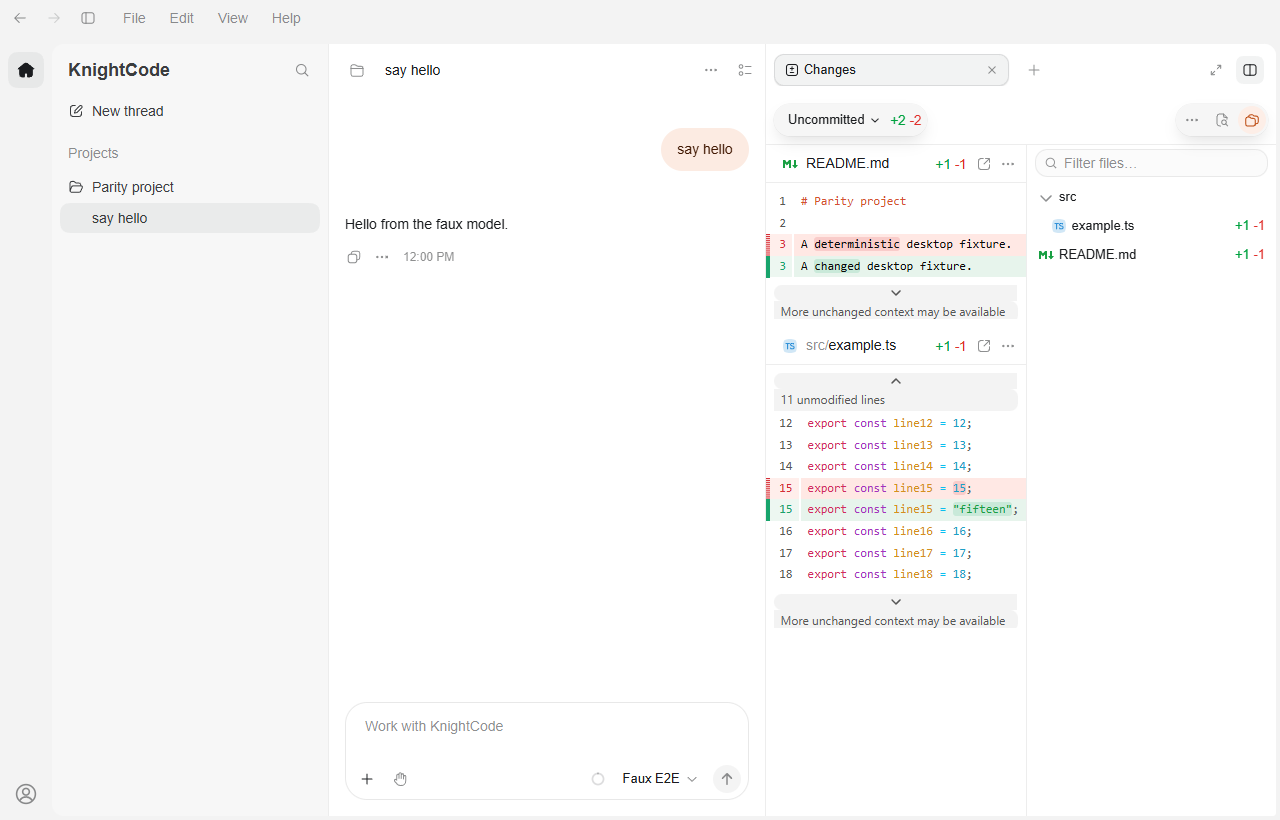 File Edit View Help
KnightCode
New thread
Projects
Parity project
say hello
say hello
say hello
Hello from the faux model.
12:00 PM
Work with KnightCode
Faux E2E
Changes
Uncommitted +2 -2
README.md +1 -1
1 # Parity project
2
3 A deterministic desktop fixture.
3 A changed desktop fixture.
More unchanged context may be available
TS src/example.ts +1 -1
11 unmodified lines
12 export const line12 = 12;
13 export const line13 = 13;
14 export const line14 = 14;
15 export const line15 = 15;
15 export const line15 = "fifteen";
16 export const line16 = 16;
17 export const line17 = 17;
18 export const line18 = 18;
More unchanged context may be available
Filter files…
src
TS example.ts +1 -1
README.md +1 -1